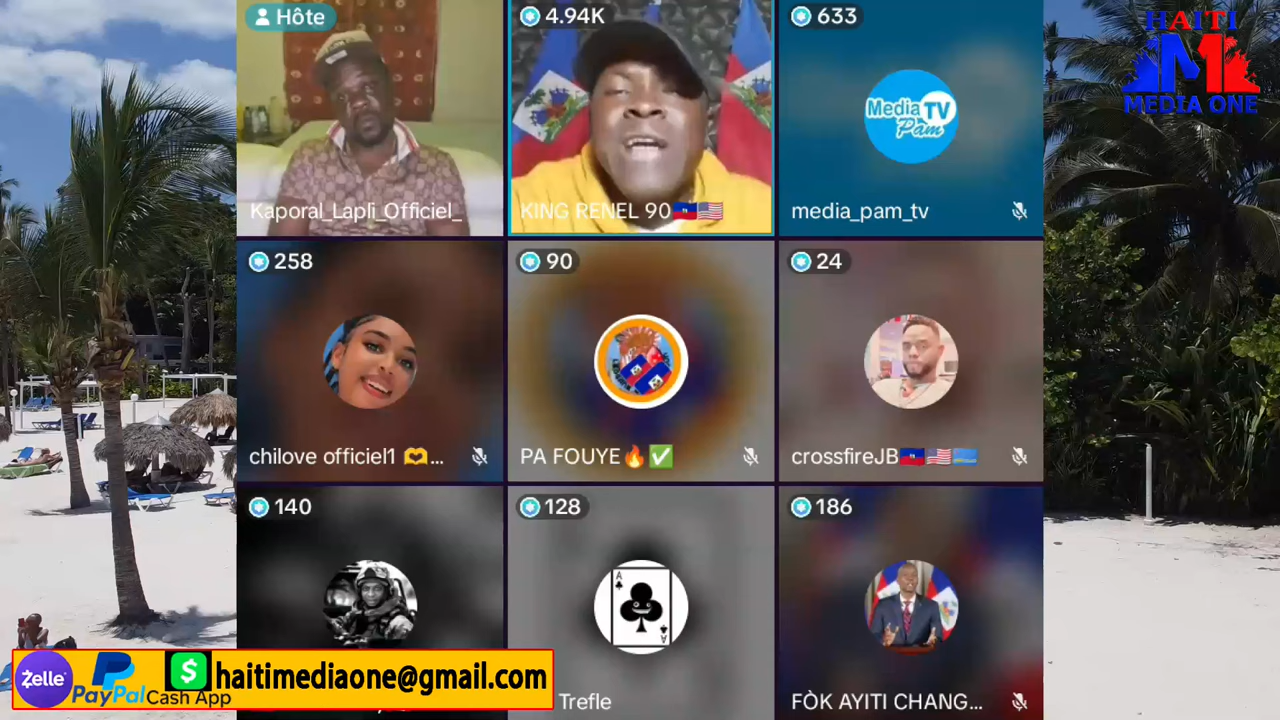 Hôte
4.94K
633
HAITI
M
MEDIA ONE
Media TV
Pam
Kaporal_Lapli_Officiel_
KING RENEL 90
media_pam_tv
258
90
24
chilove officiel1 🫶...
PA FOUYE🔥✅
crossfireJB
140
128
186
A
A
Zelle
PayPal
$
Cash App
haitimediaone@gmail.com
Trefle
FÒK AYITI CHANG...